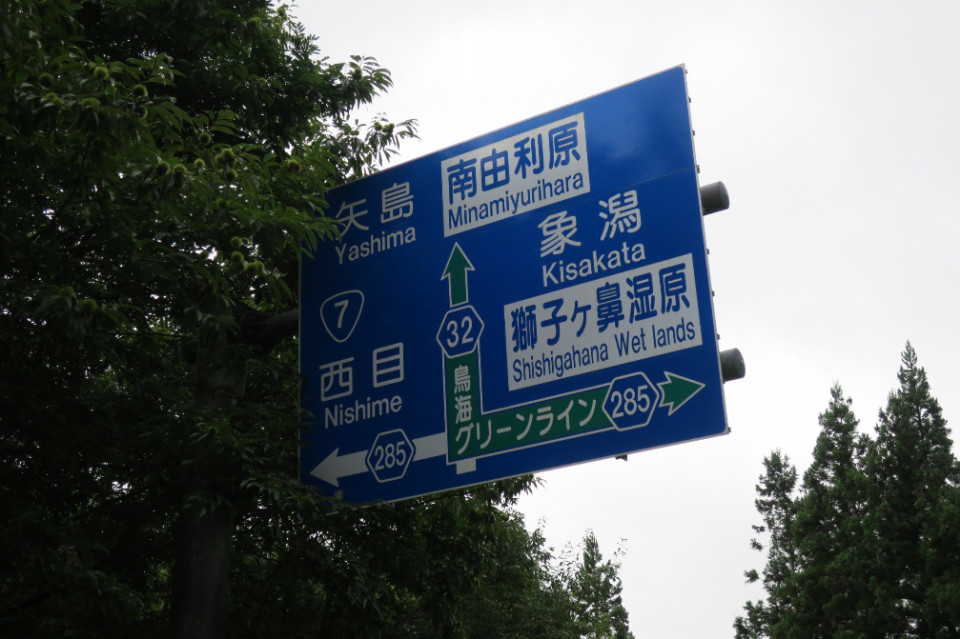 矢島
Yashima
南由利原
Minamiyurihara
象潟
Kisakata
獅子ヶ鼻湿原
Shishigahana Wet lands
7
西目
Nishime
32
鳥海
グリーンライン
285
285